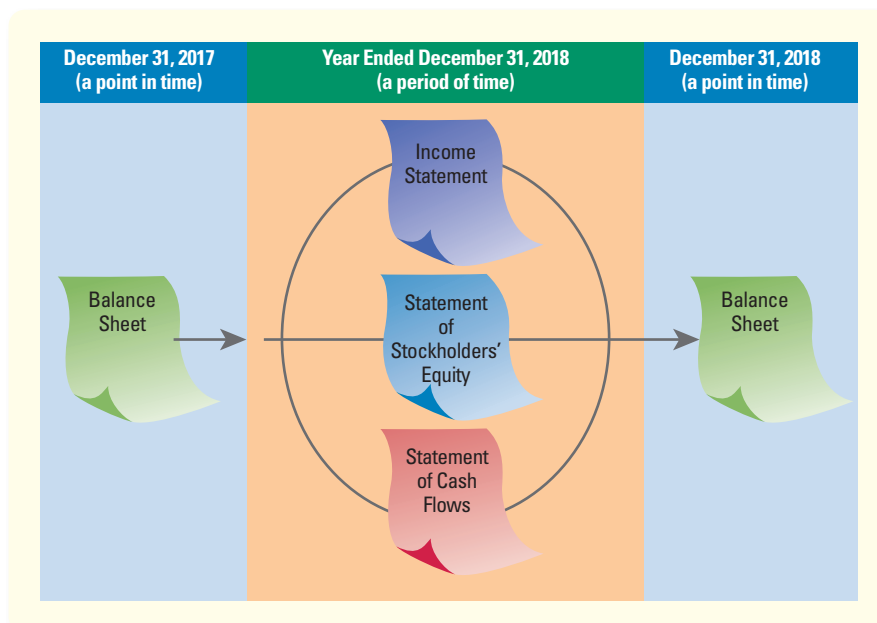 December 31, 2017
(a point in time)
Year Ended December 31, 2018
(a period of time)
December 31, 2018
(a point in time)
Balance
Sheet
Income
Statement
Statement
of
Stockholders’
Equity
Statement
of Cash
Flows
Balance
Sheet